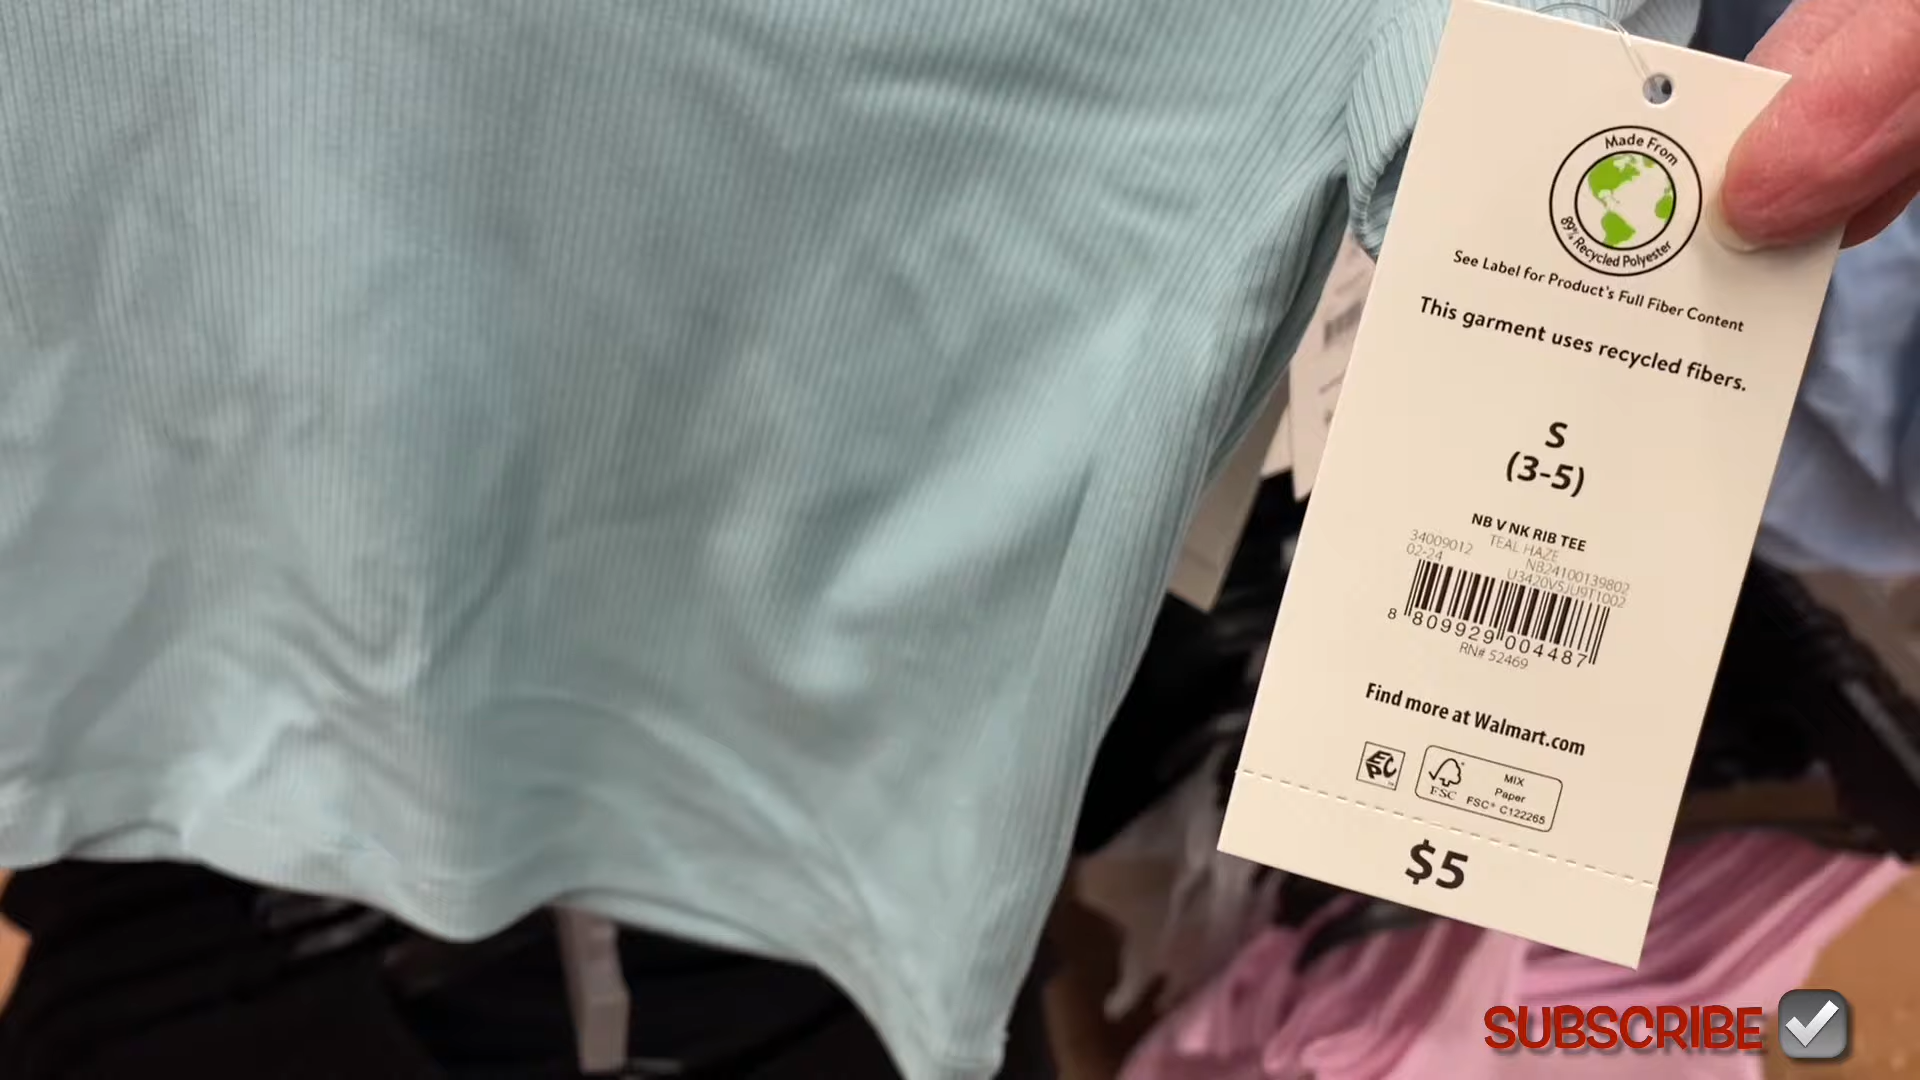 Made From
89% Recycled Polyester
See Label for Product's Full Fiber Content
This garment uses recycled fibers.
S
(3-5)
NB V NK RIB TEE
34009012 TEAL HAZE
02-24 NB24100139802
U3420V5JU9T1002
8 809929 004487
RN# 52469
Find more at Walmart.com
EPC
FSC
MIX
Paper
FSC® C122265
$5
SUBSCRIBE